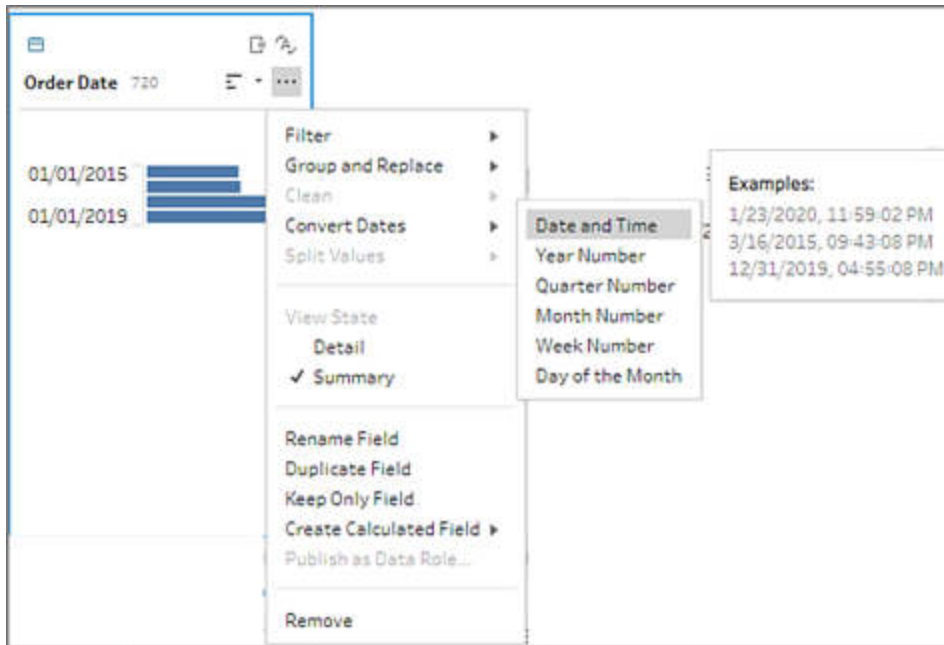 Order Date 720
01/01/2015
01/01/2019
Filter
Group and Replace
Clean
Convert Dates
Split Values
View State
Detail
Summary
Rename Field
Duplicate Field
Keep Only Field
Create Calculated Field
Publish as Data Role...
Remove
Date and Time
Year Number
Quarter Number
Month Number
Week Number
Day of the Month
Examples:
1/23/2020, 11:59:02 PM
3/16/2015, 09:43:08 PM
12/31/2019, 04:55:08 PM